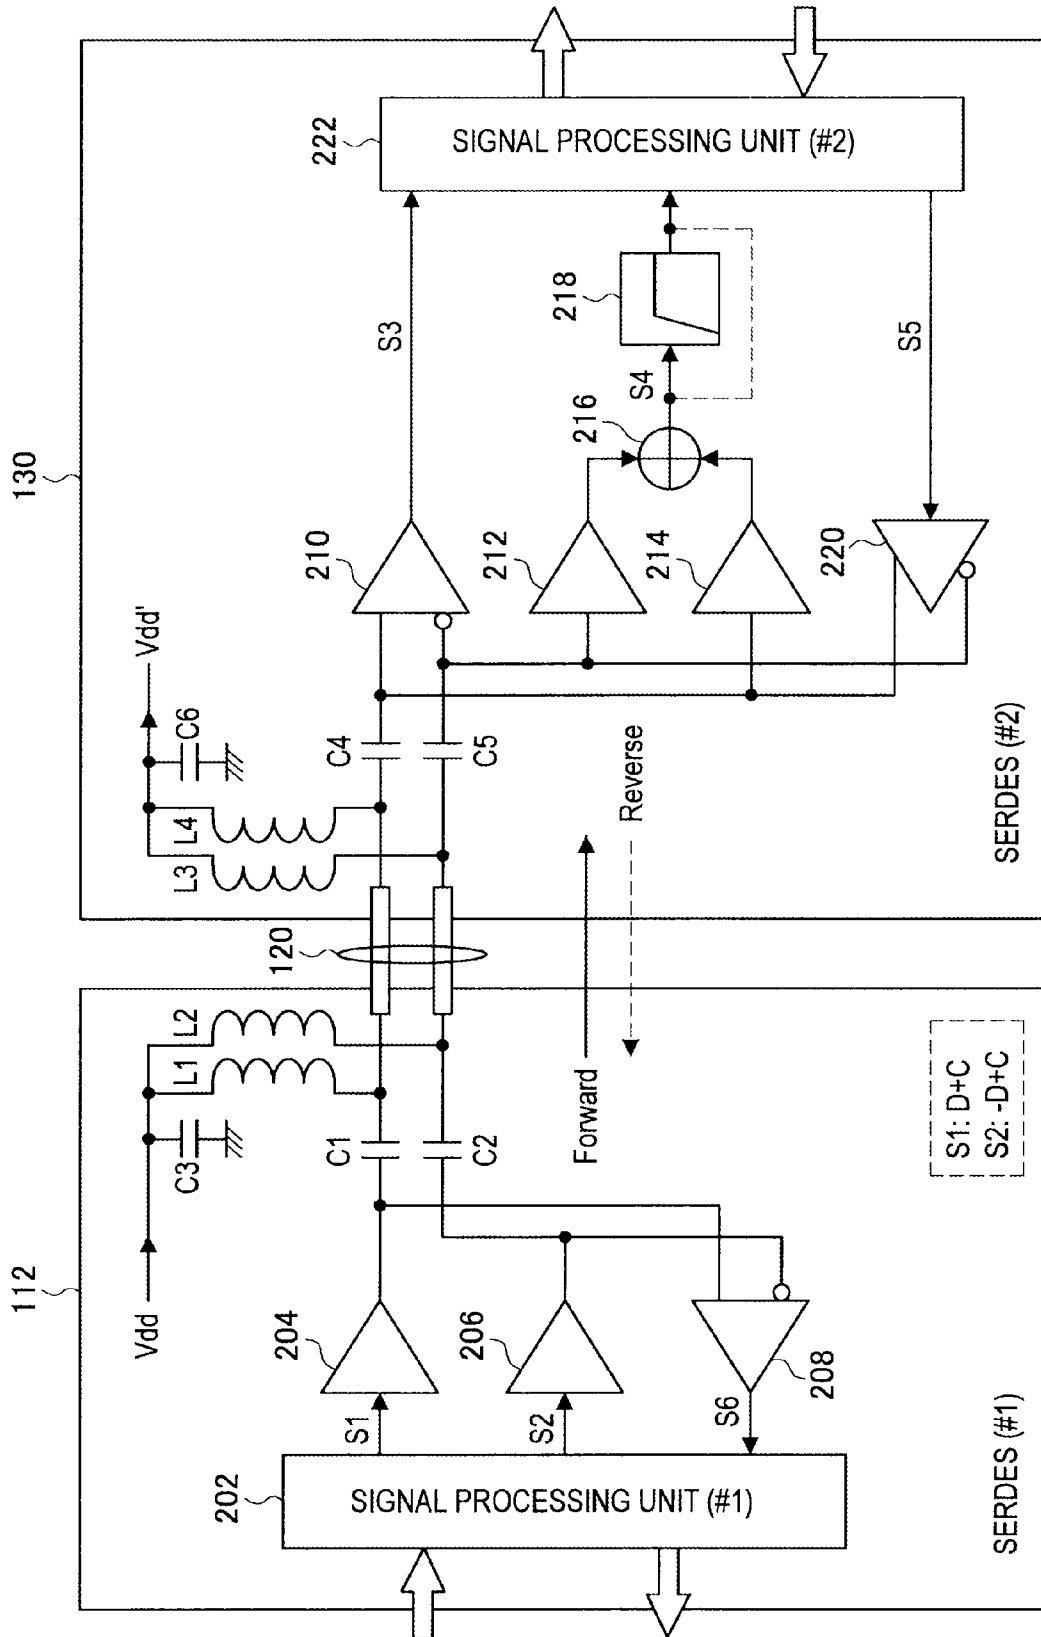 112
130
Vdd
Vdd'
C3
L1
L2
120
L3
L4
C6
202
SIGNAL PROCESSING UNIT (#1)
S1
204
C1
C4
210
S3
222
SIGNAL PROCESSING UNIT (#2)
S2
206
C2
C5
212
216
S4
218
214
S6
208
Forward
Reverse
220
S5
S1: D+C
S2: -D+C
SERDES (#1)
SERDES (#2)